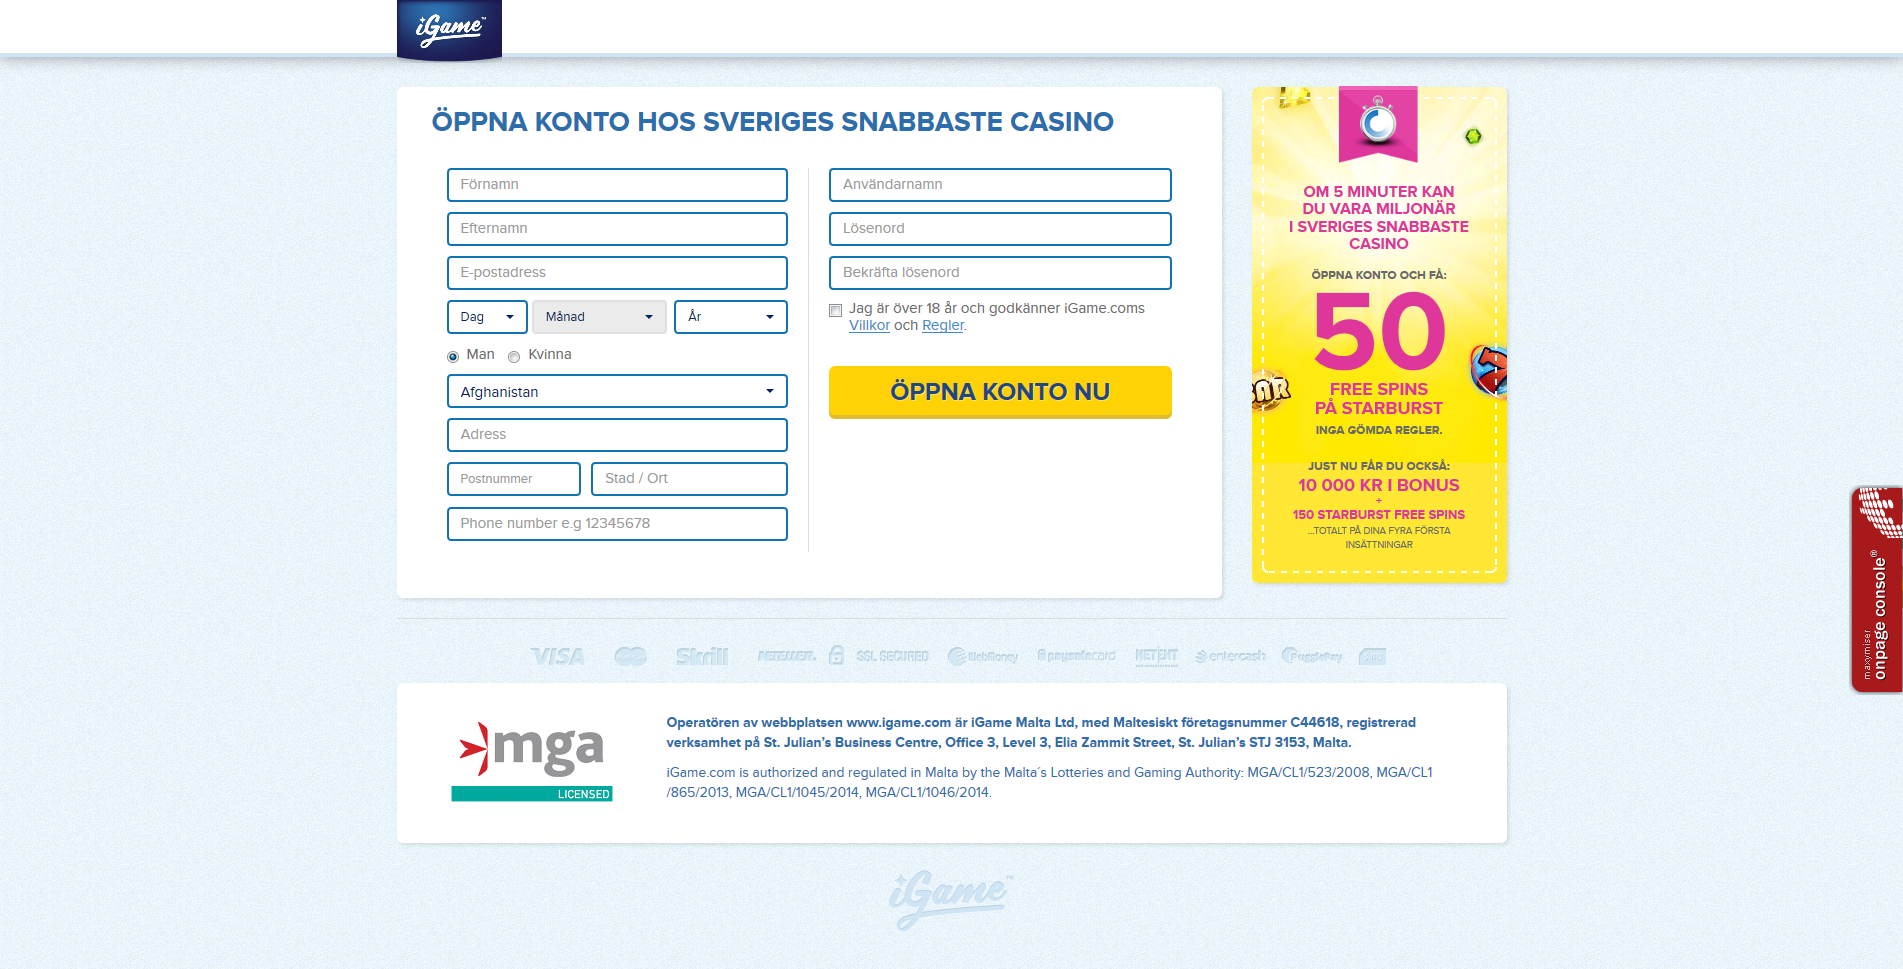 iGame™
ÖPPNA KONTO HOS SVERIGES SNABBASTE CASINO
Förnamn
Efternamn
E-postadress
Dag
Månad
År
Man
Kvinna
Afghanistan
Adress
Postnummer
Stad / Ort
Phone number e.g 12345678
Användarnamn
Lösenord
Bekräfta lösenord
Jag är över 18 år och godkänner iGame.coms
Villkor och Regler.
ÖPPNA KONTO NU
OM 5 MINUTER KAN
DU VARA MILJONÄR
I SVERIGES SNABBASTE
CASINO
ÖPPNA KONTO OCH FÅ:
50
FREE SPINS
PÅ STARBURST
INGA GÖMDA REGLER.
BAR
7
JUST NU FÅR DU OCKSÅ:
10 000 KR I BONUS
+
150 STARBURST FREE SPINS
...TOTALT PÅ DINA FYRA FÖRSTA
INSÄTTNINGAR
maxymiser
onpage console®
VISA
Skrill
NETELLER.
SSL SECURED
WebMoney
paysafecard
NETENT
entercash
PugglePay
mga
LICENSED
Operatören av webbplatsen www.igame.com är iGame Malta Ltd, med Maltesiskt företagsnummer C44618, registrerad
verksamhet på St. Julian’s Business Centre, Office 3, Level 3, Elia Zammit Street, St. Julian’s STJ 3153, Malta.
iGame.com is authorized and regulated in Malta by the Malta´s Lotteries and Gaming Authority: MGA/CL1/523/2008, MGA/CL1
/865/2013, MGA/CL1/1045/2014, MGA/CL1/1046/2014.
iGame™